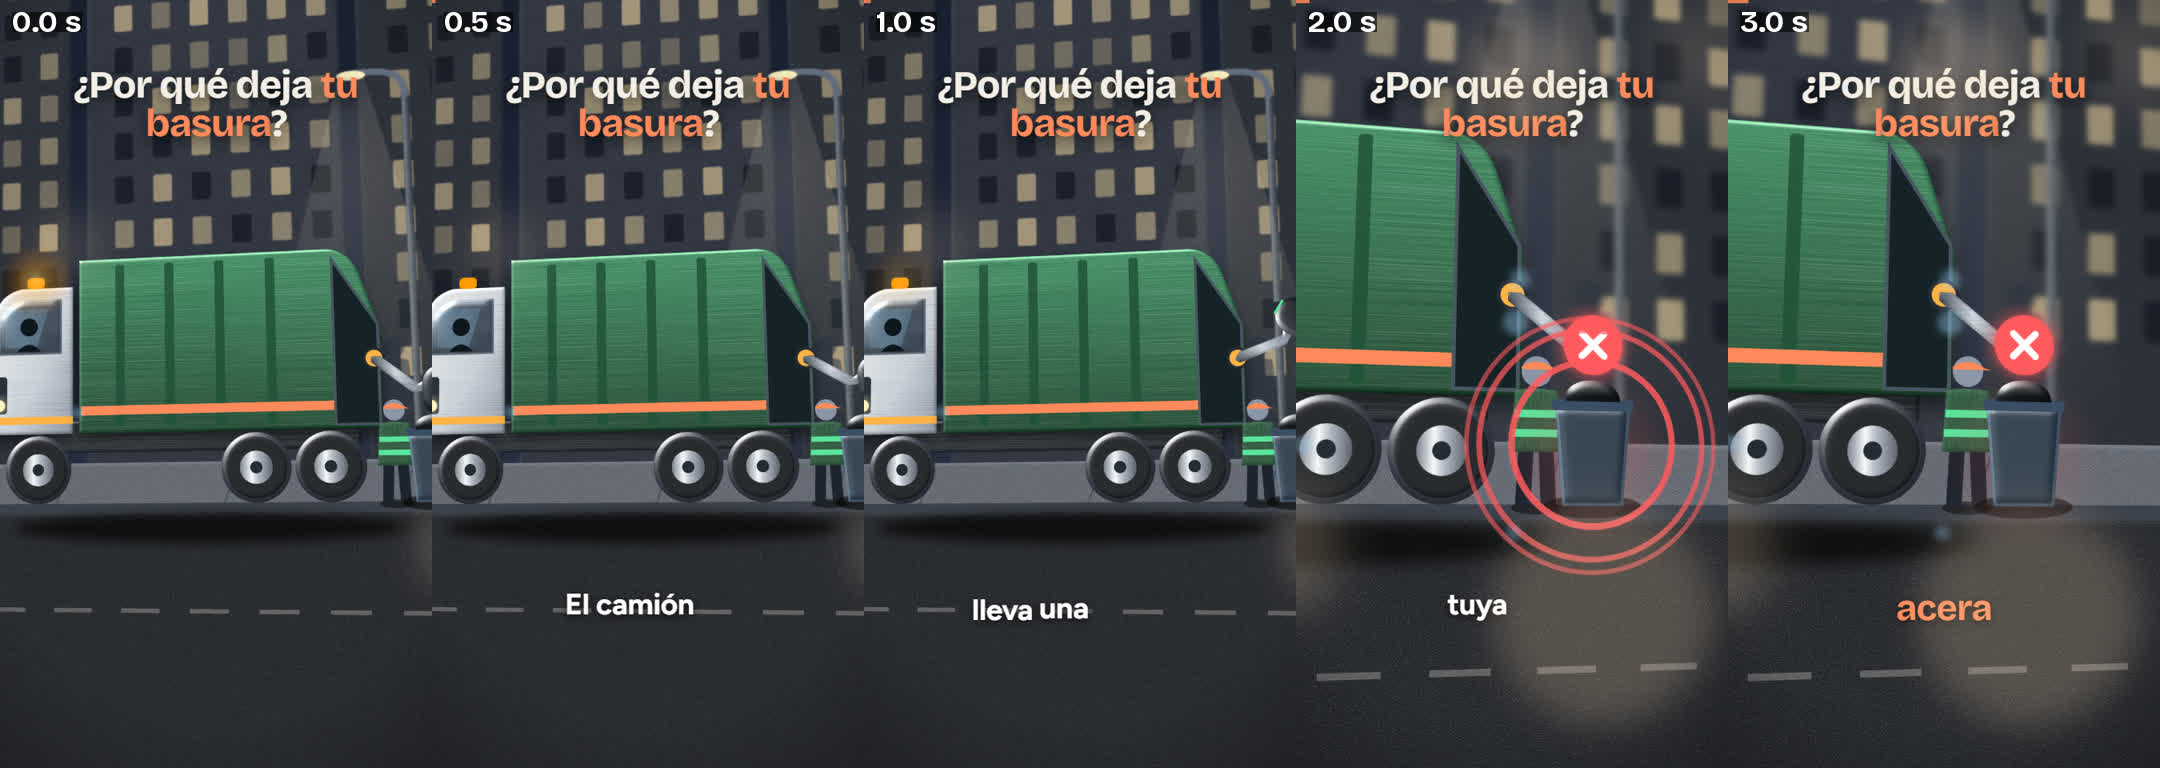 0.0 s
¿Por qué deja tu
basura?
0.5 s
¿Por qué deja tu
basura?
El camión
1.0 s
¿Por qué deja tu
basura?
lleva una
2.0 s
¿Por qué deja tu
basura?
tuya
3.0 s
¿Por qué deja tu
basura?
acera